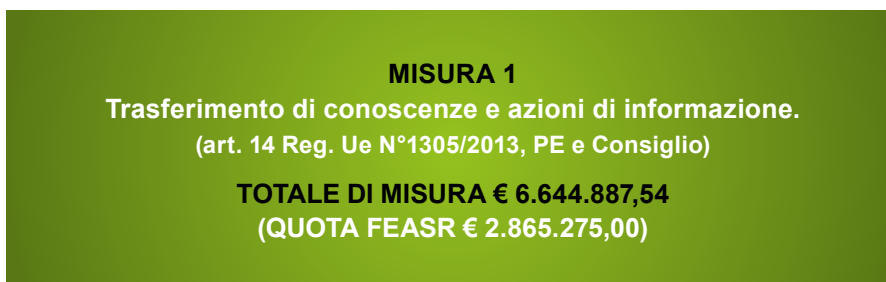 MISURA 1
Trasferimento di conoscenze e azioni di informazione.
(art. 14 Reg. Ue N°1305/2013, PE e Consiglio)
TOTALE DI MISURA € 6.644.887,54
(QUOTA FEASR € 2.865.275,00)